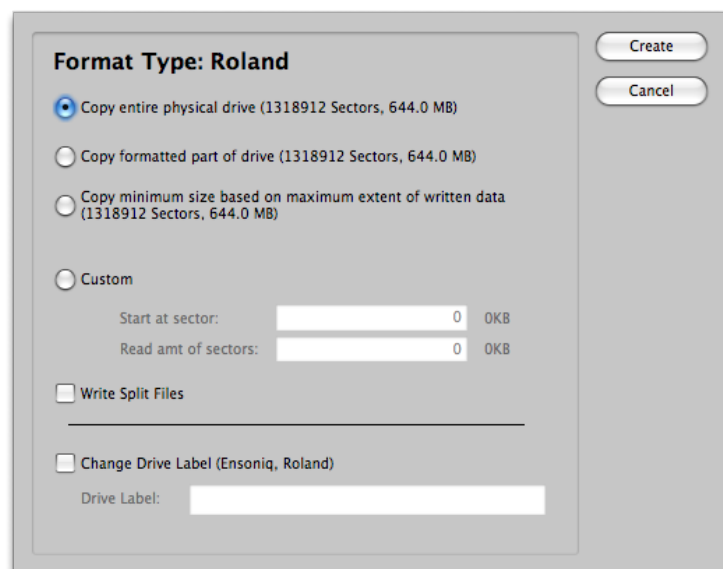 Format Type: Roland
Create
Cancel
Copy entire physical drive (1318912 Sectors, 644.0 MB)
Copy formatted part of drive (1318912 Sectors, 644.0 MB)
Copy minimum size based on maximum extent of written data
(1318912 Sectors, 644.0 MB)
Custom
Start at sector: 0 0KB
Read amt of sectors: 0 0KB
Write Split Files
Change Drive Label (Ensoniq, Roland)
Drive Label: